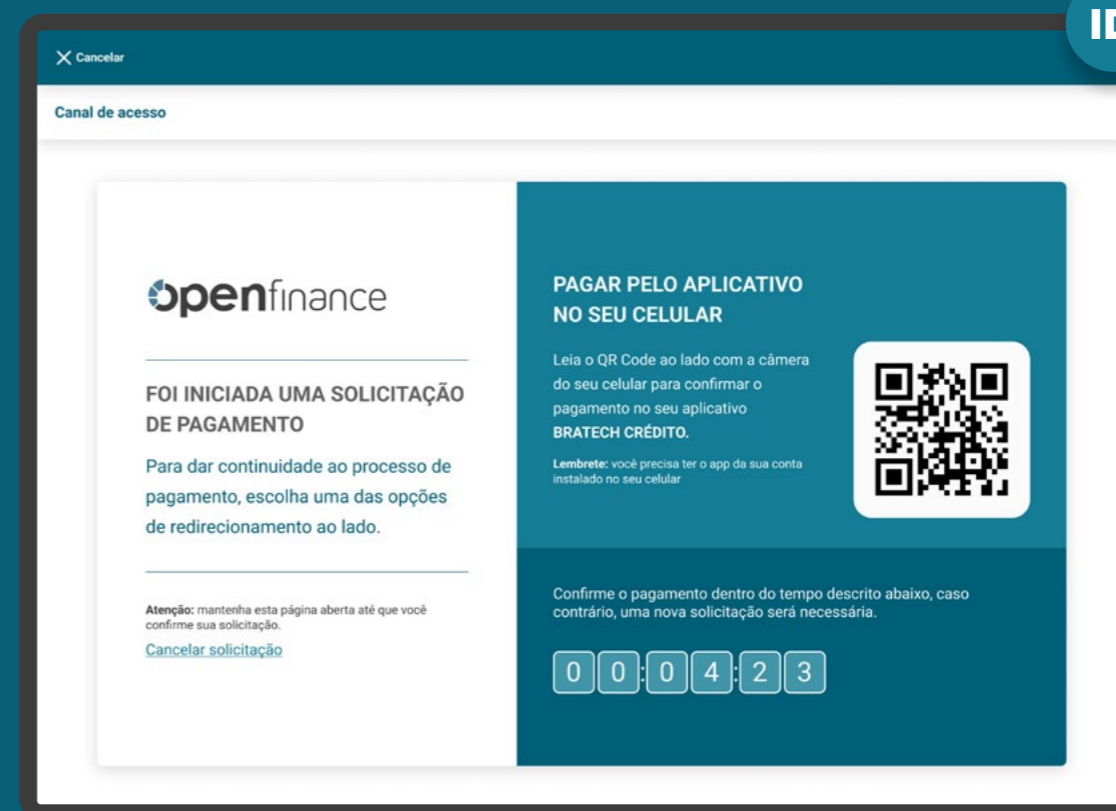 ID
Cancelar
Canal de acesso
openfinance
FOI INICIADA UMA SOLICITAÇÃO
DE PAGAMENTO
Para dar continuidade ao processo de
pagamento, escolha uma das opções
de redirecionamento ao lado.
Atenção: mantenha esta página aberta até que você
confirme sua solicitação.
Cancelar solicitação
PAGAR PELO APLICATIVO
NO SEU CELULAR
Leia o QR Code ao lado com a câmera
do seu celular para confirmar o
pagamento no seu aplicativo
BRATECH CRÉDITO.
Lembrete: você precisa ter o app da sua conta
instalado no seu celular
Confirme o pagamento dentro do tempo descrito abaixo, caso
contrário, uma nova solicitação será necessária.
00:04:23